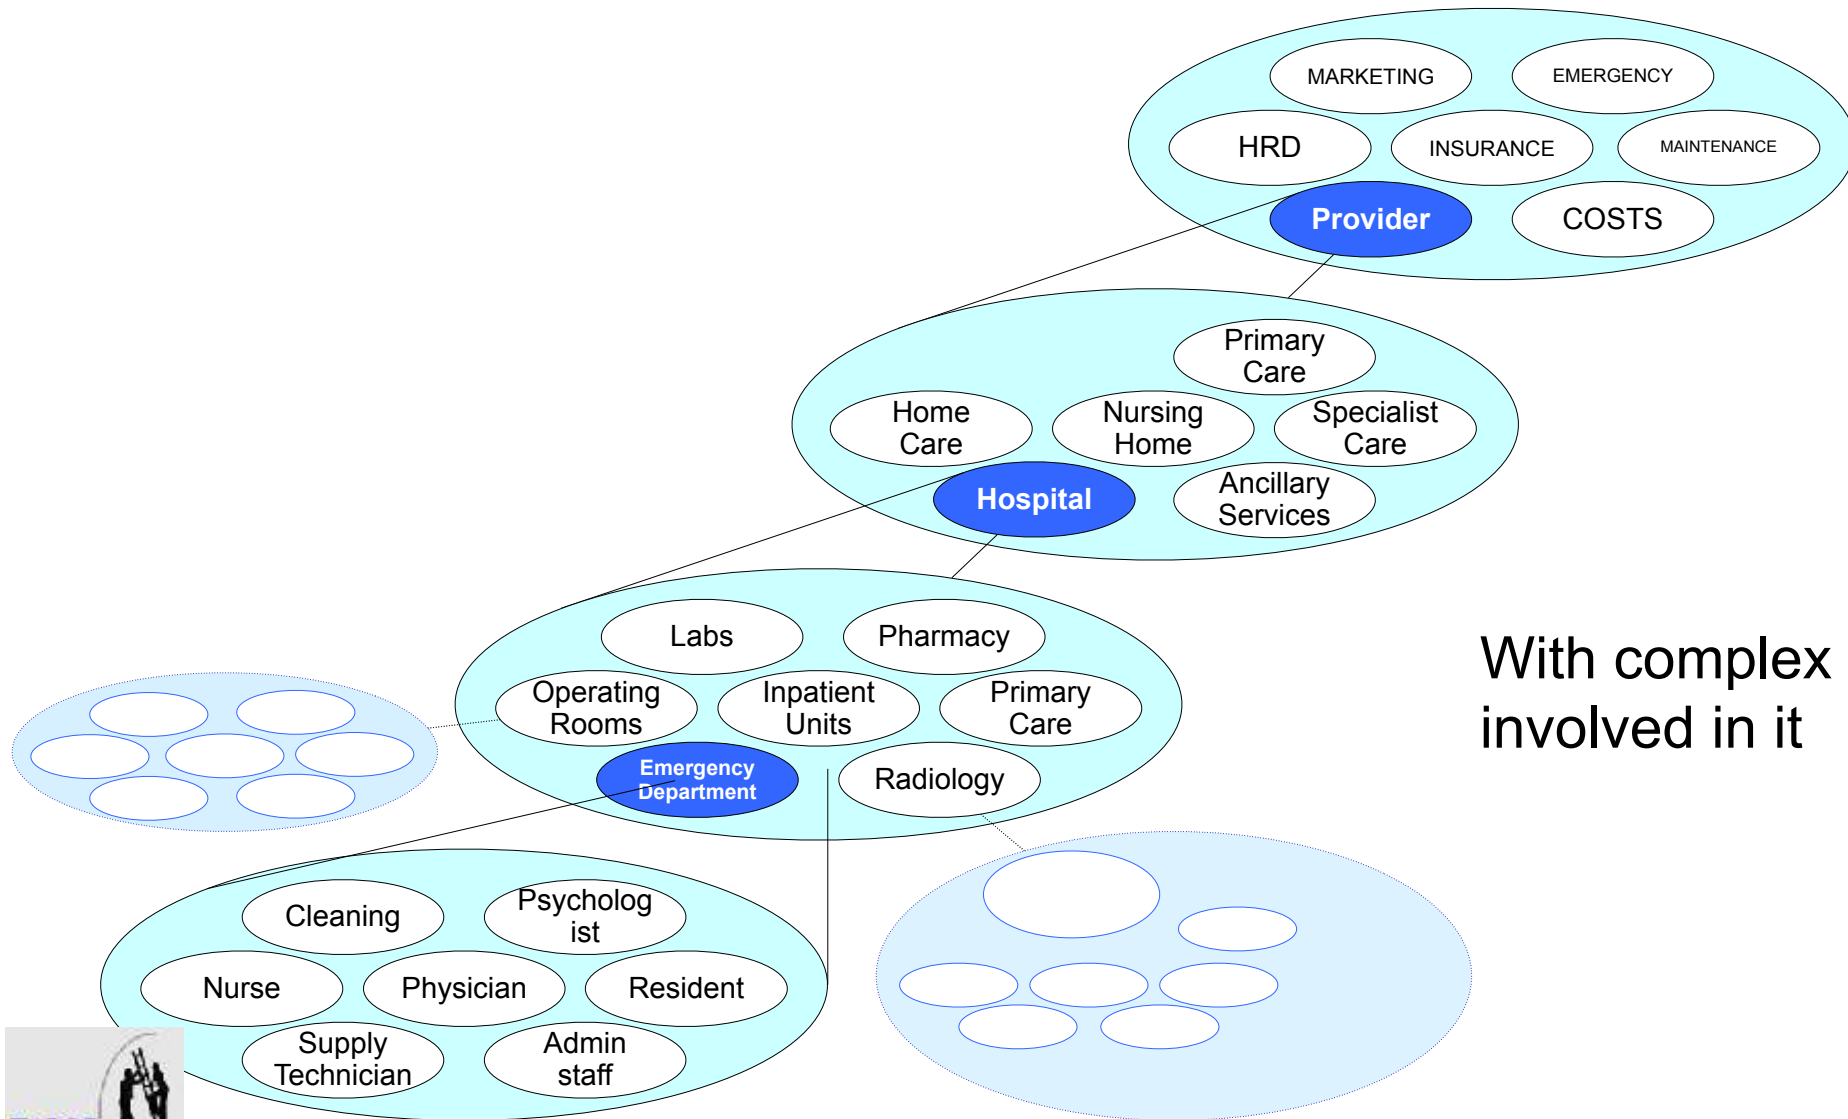 MARKETING
EMERGENCY
HRD
INSURANCE
MAINTENANCE
Provider
COSTS
Primary
Care
Home
Care
Nursing
Home
Specialist
Care
Hospital
Ancillary
Services
Labs
Pharmacy
Operating
Rooms
Inpatient
Units
Primary
Care
Emergency
Department
Radiology
With complex
involved in it
Cleaning
Psycholog
ist
Nurse
Physician
Resident
Supply
Technician
Admin
staff